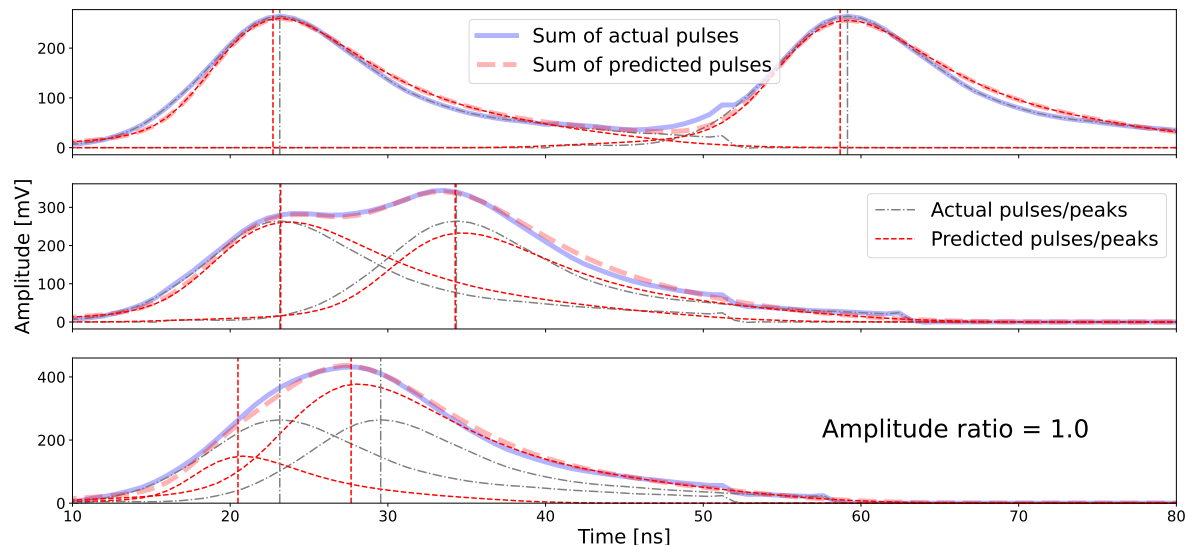 200
100
0
Sum of actual pulses
Sum of predicted pulses
Amplitude [mV]
300
200
100
0
Actual pulses/peaks
Predicted pulses/peaks
400
200
0
Amplitude ratio = 1.0
10 20 30 40 50 60 70 80
Time [ns]